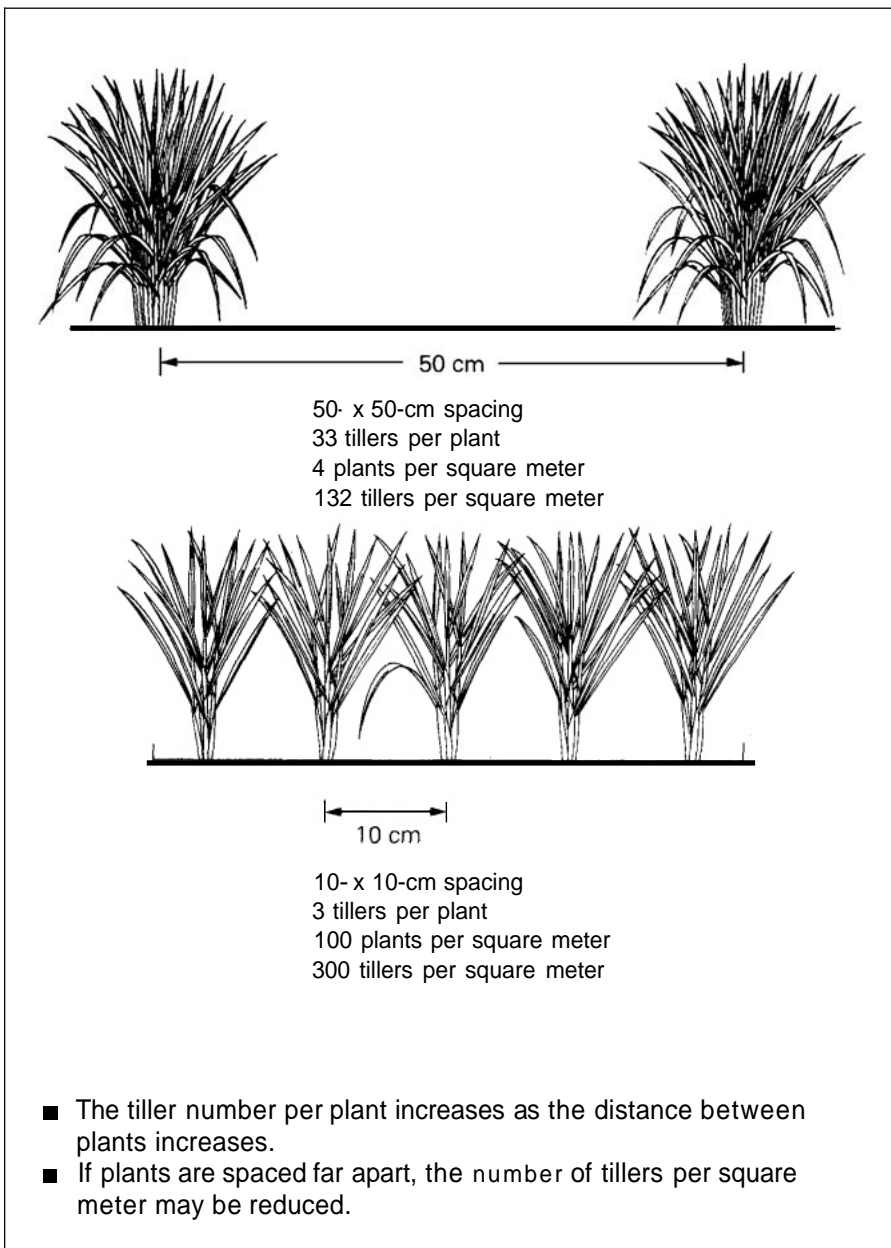 50 cm
50- x 50-cm spacing
33 tillers per plant
4 plants per square meter
132 tillers per square meter
10 cm
10- x 10-cm spacing
3 tillers per plant
100 plants per square meter
300 tillers per square meter
■ The tiller number per plant increases as the distance between
plants increases.
■ If plants are spaced far apart, the number of tillers per square
meter may be reduced.